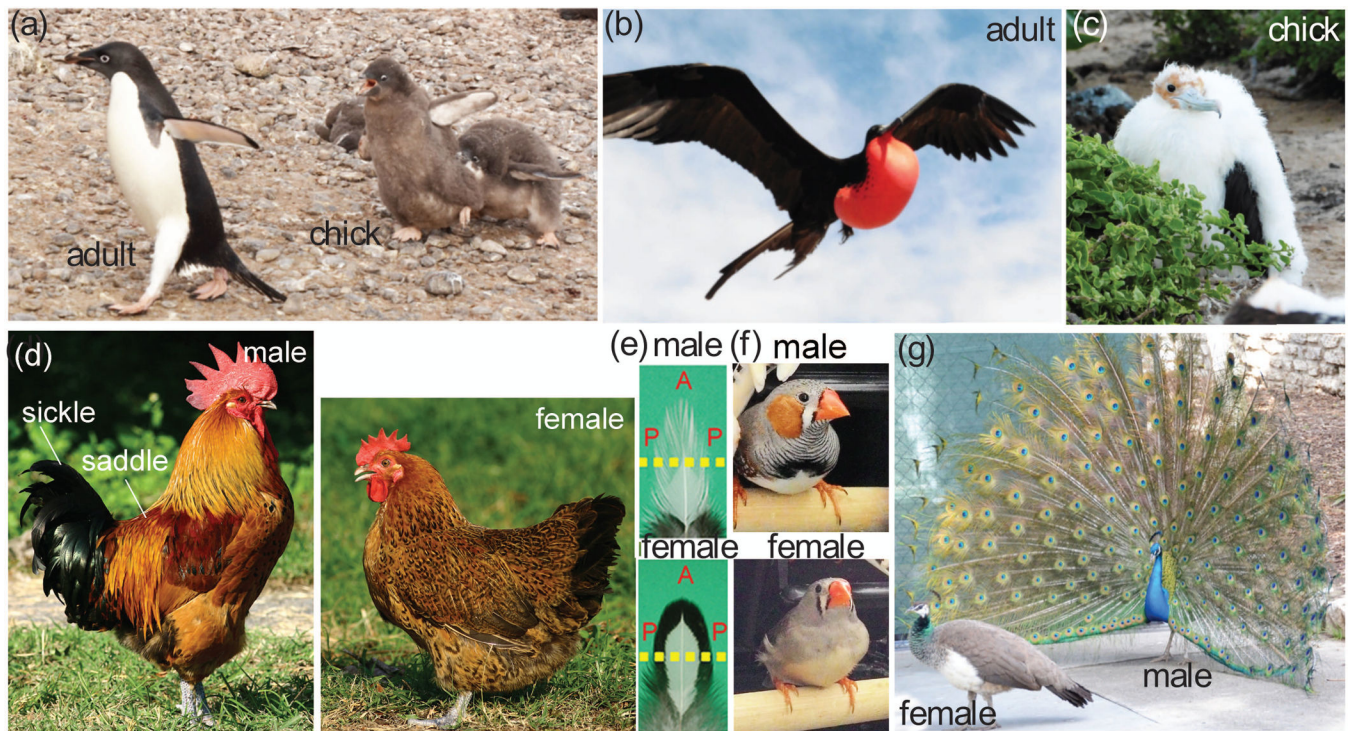 (a)
adult
chick
(b)
adult
(c)
chick
(d)
male
sickle
saddle
female
(e) male
A
P P
female
A
P P
(f) male
female
(g)
male
female